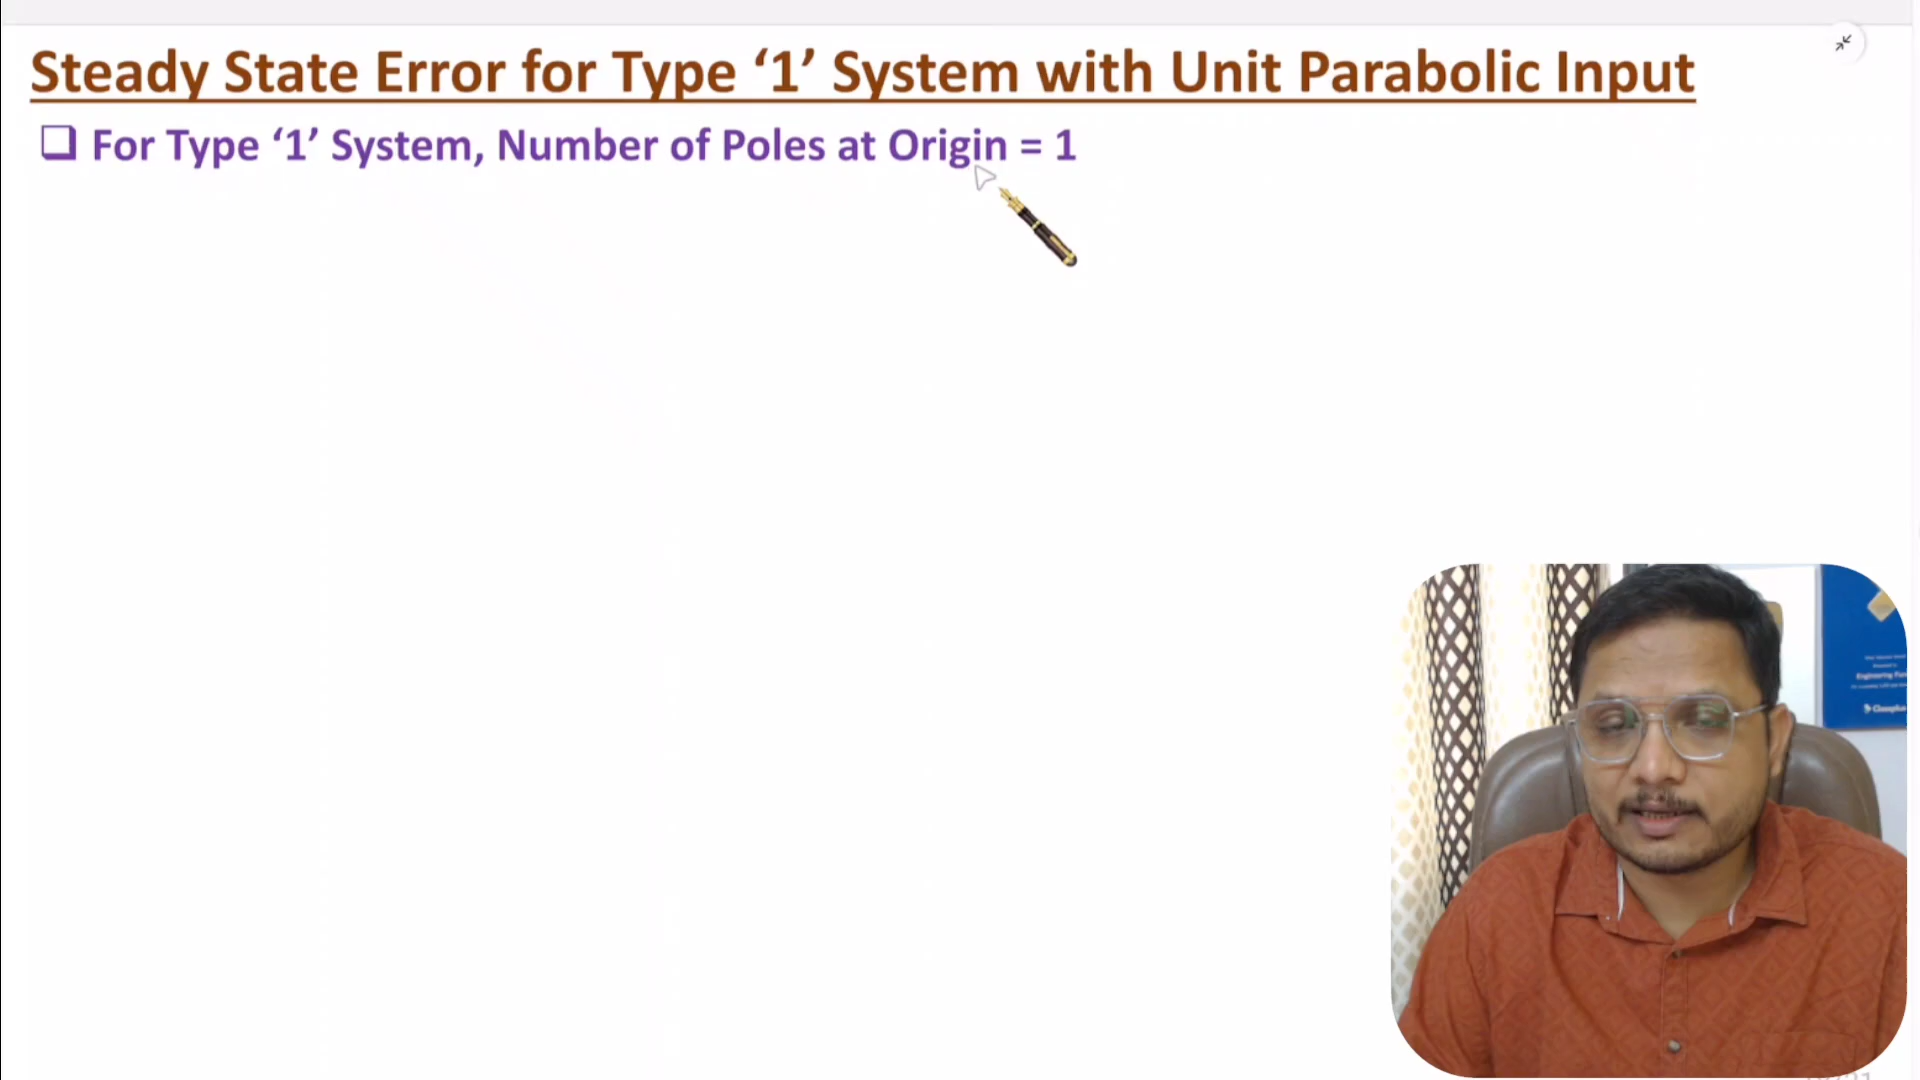 Steady State Error for Type ‘1’ System with Unit Parabolic Input
❑ For Type ‘1’ System, Number of Poles at Origin = 1
Classplus